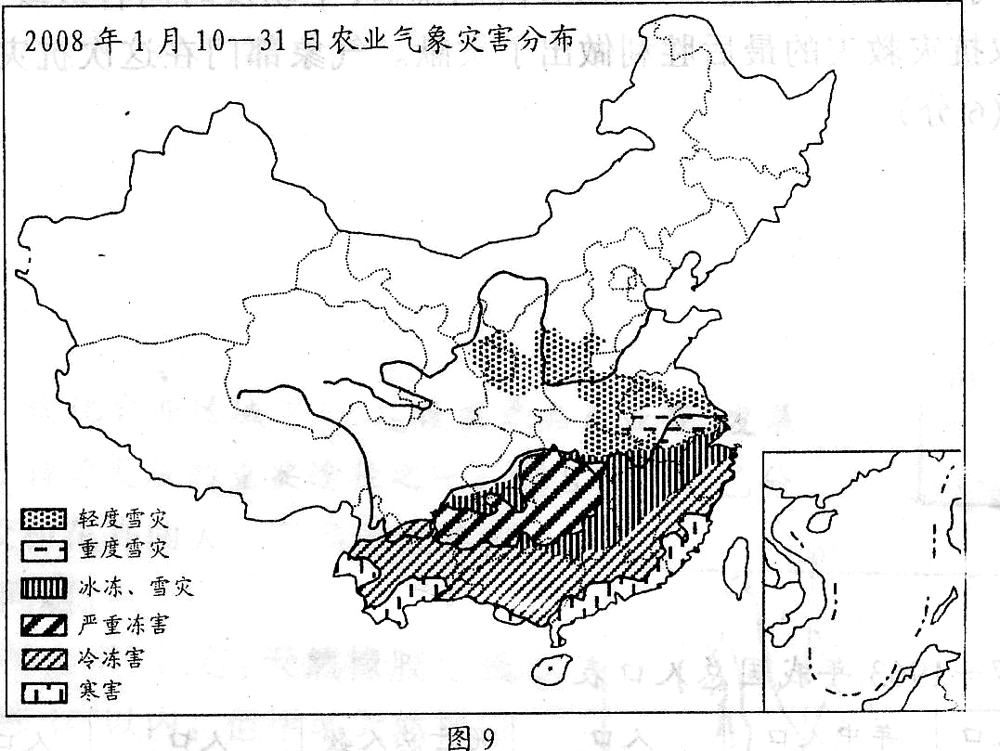 2008年1月10—31日农业气象灾害分布
轻度雪灾
重度雪灾
冰冻、雪灾
严重冻害
冷冻害
寒害
图9